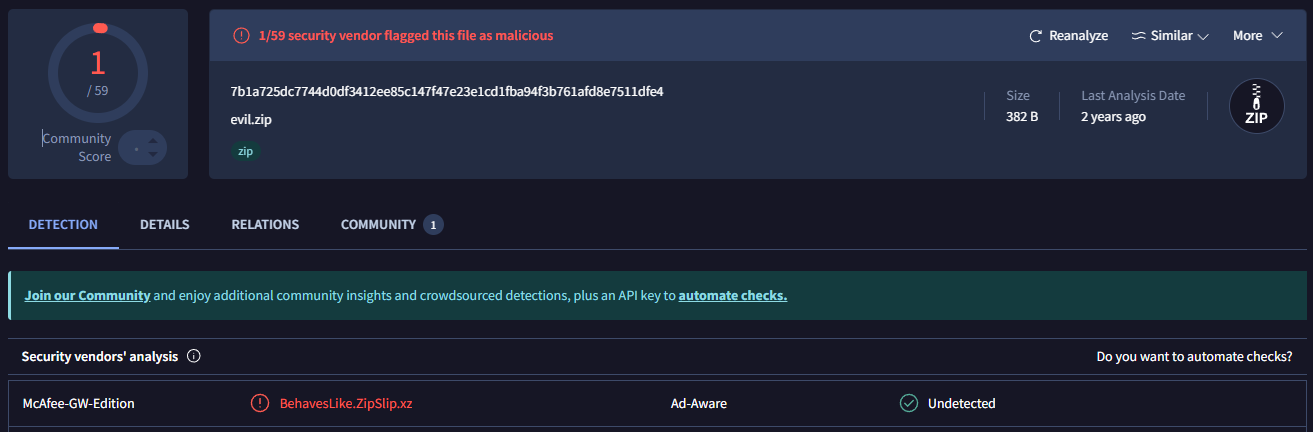 1
/ 59
Community
Score
1/59 security vendor flagged this file as malicious
Reanalyze
Similar
More
7b1a725dc7744d0df3412ee85c147f47e23e1cd1fba94f3b761afd8e7511dfe4
evil.zip
zip
Size
382 B
Last Analysis Date
2 years ago
ZIP
DETECTION DETAILS RELATIONS COMMUNITY 1
Join our Community and enjoy additional community insights and crowdsourced detections, plus an API key to automate checks.
Security vendors' analysis Do you want to automate checks?
McAfee-GW-Edition BehavesLike.ZipSlip.xz Ad-Aware Undetected